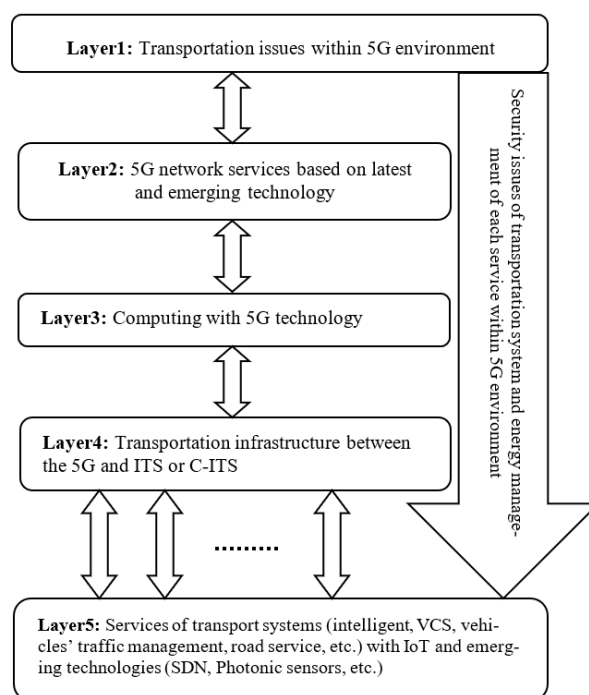 Layer1: Transportation issues within 5G environment
Layer2: 5G network services based on latest
and emerging technology
Layer3: Computing with 5G technology
Layer4: Transportation infrastructure between
the 5G and ITS or C-ITS
.........
Layer5: Services of transport systems (intelligent, VCS, vehi-
cles’ traffic management, road service, etc.) with IoT and emerg-
ing technologies (SDN, Photonic sensors, etc.)
Security issues of transportation system and energy manage-
ment of each service within 5G environment